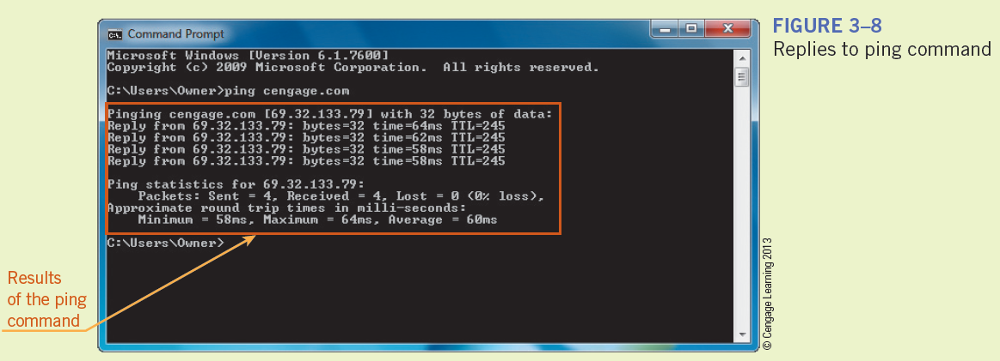 Command Prompt
Microsoft Windows [Version 6.1.7600]
Copyright (c) 2009 Microsoft Corporation.  All rights reserved.
C:\Users\Owner>ping cengage.com
Pinging cengage.com [69.32.133.79] with 32 bytes of data:
Reply from 69.32.133.79: bytes=32 time=64ms TTL=245
Reply from 69.32.133.79: bytes=32 time=62ms TTL=245
Reply from 69.32.133.79: bytes=32 time=58ms TTL=245
Reply from 69.32.133.79: bytes=32 time=58ms TTL=245
Ping statistics for 69.32.133.79:
    Packets: Sent = 4, Received = 4, Lost = 0 (0% loss),
Approximate round trip times in milli-seconds:
    Minimum = 58ms, Maximum = 64ms, Average = 60ms
C:\Users\Owner>
Results
of the ping
command
FIGURE 3–8
Replies to ping command
© Cengage Learning 2013